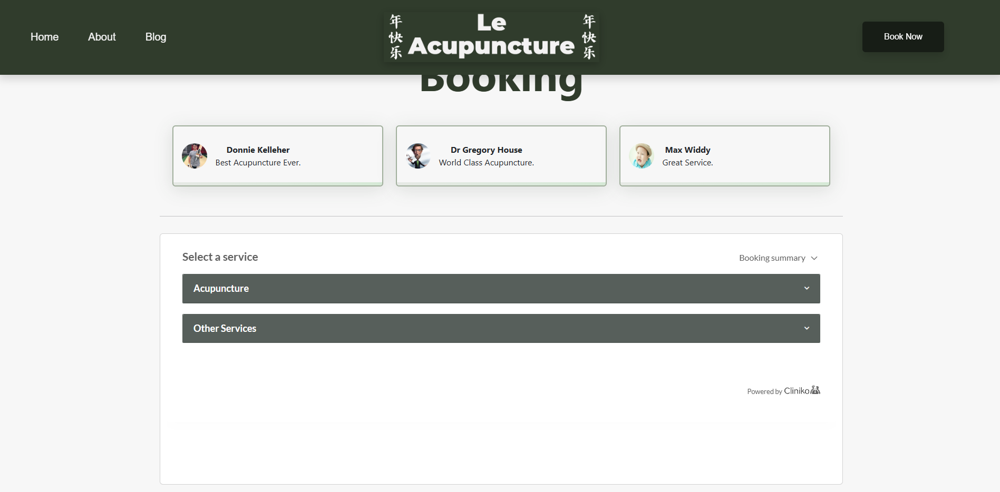 Home
About
Blog
年快乐
Le
Acupuncture
年快乐
Book Now
Booking
Donnie Kelleher
Best Acupuncture Ever.
Dr Gregory House
World Class Acupuncture.
Max Widdy
Great Service.
Select a service
Booking summary
Acupuncture
Other Services
Powered by Cliniko